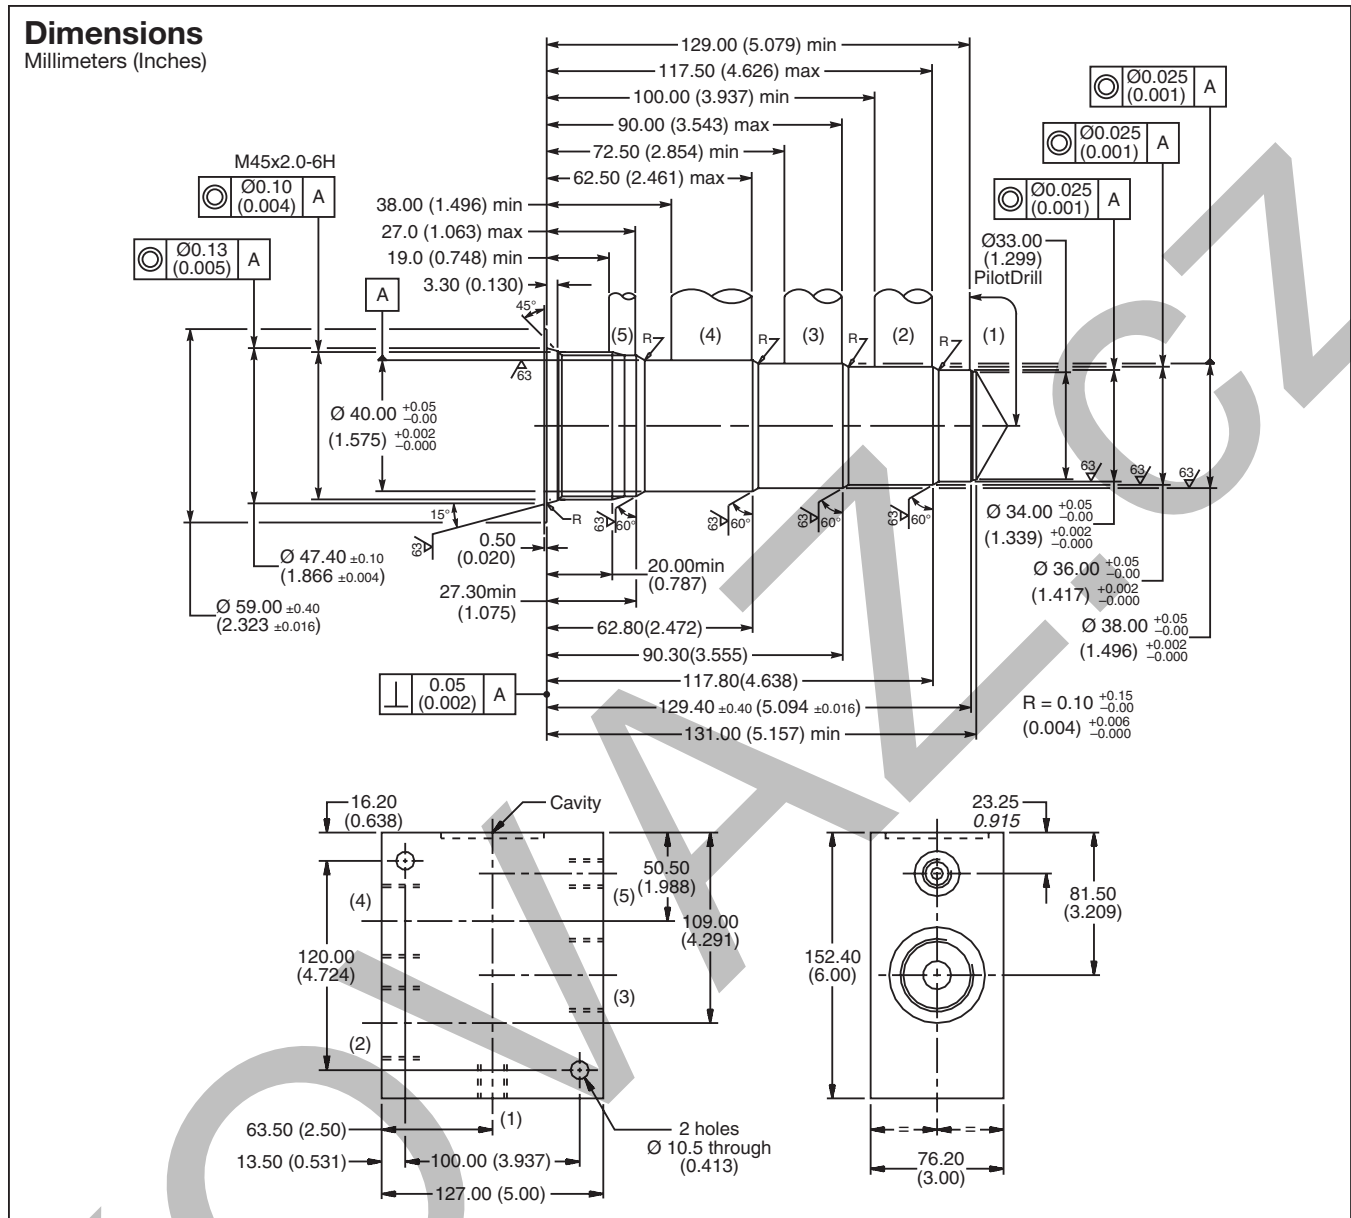 Dimensions
Millimeters (Inches)
129.00 (5.079) min
117.50 (4.626) max
100.00 (3.937) min
90.00 (3.543) max
72.50 (2.854) min
62.50 (2.461) max
38.00 (1.496) min
27.0 (1.063) max
19.0 (0.748) min
3.30 (0.130)
M45x2.0-6H
Ø0.10
(0.004)
A
Ø0.13
(0.005)
A
A
Ø0.025
(0.001)
A
Ø0.025
(0.001)
A
Ø0.025
(0.001)
A
Ø33.00
(1.299)
PilotDrill
45°
(5)
R
(4)
R
(3)
R
(2)
R
(1)
63
Ø 40.00 +0.05 –0.00
(1.575) +0.002 –0.000
63
63
63
15°
63
R
63
60°
63
60°
63
60°
63
60°
0.50
(0.020)
20.00min
(0.787)
27.30min
(1.075)
Ø 47.40 ±0.10
(1.866 ±0.004)
Ø 59.00 ±0.40
(2.323 ±0.016)
Ø 34.00 +0.05 –0.00
(1.339) +0.002 –0.000
Ø 36.00 +0.05 –0.00
(1.417) +0.002 –0.000
Ø 38.00 +0.05 –0.00
(1.496) +0.002 –0.000
62.80(2.472)
90.30(3.555)
117.80(4.638)
129.40 ±0.40 (5.094 ±0.016)
131.00 (5.157) min
0.05
(0.002)
A
R = 0.10 +0.15 –0.00
(0.004) +0.006 –0.000
16.20
(0.638)
Cavity
50.50
(1.988)
109.00
(4.291)
120.00
(4.724)
(4)
(5)
(3)
(2)
(1)
63.50 (2.50)
13.50 (0.531)
100.00 (3.937)
127.00 (5.00)
2 holes
Ø 10.5 through
(0.413)
23.25
0.915
81.50
(3.209)
152.40
(6.00)
=
=
76.20
(3.00)
OVAZ.CZ